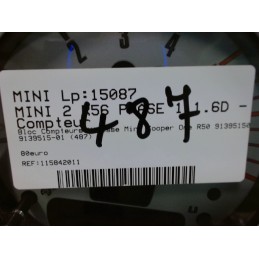 MINI Lp:15087
MINI 2 R56 PHASE 1 1.6D -
Compteur
487
Bloc Compteurs Mini Cooper One R50 91395150
9139515-01 (487)
80euro
REF:115842011